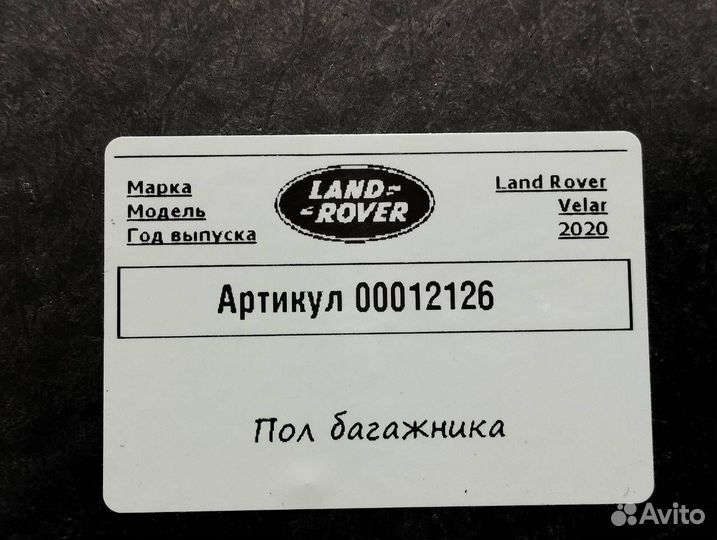 Марка
Модель
Год выпуска
LAND
ROVER
Land Rover
Velar
2020
Артикул 00012126
Пол багажника
Avito